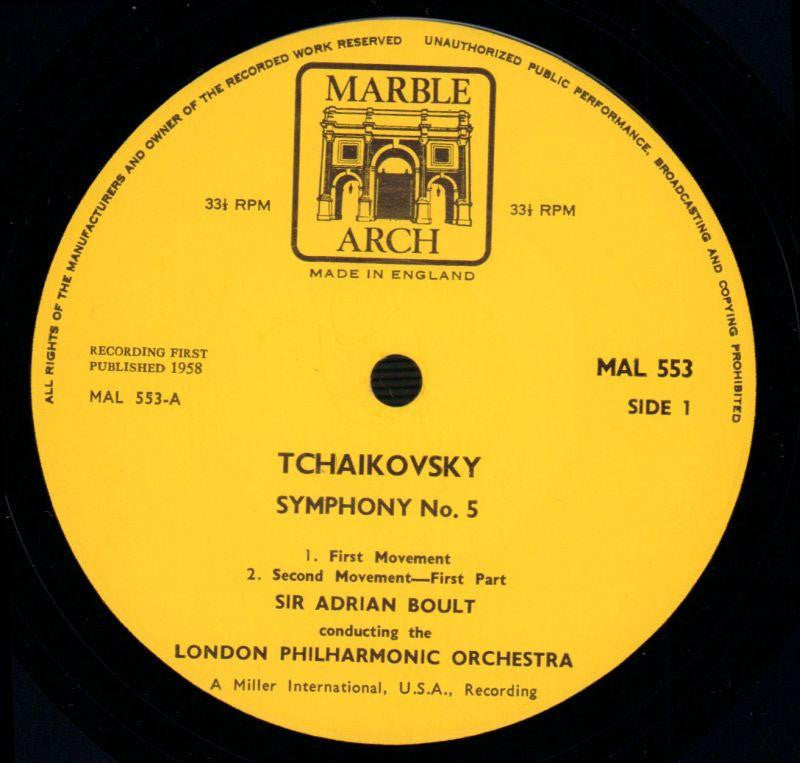 ALL RIGHTS OF THE MANUFACTURERS AND OWNER OF THE RECORDED WORK RESERVED UNAUTHORIZED PUBLIC PERFORMANCE, BROADCASTING AND COPYING PROHIBITED
MARBLE
ARCH
33⅓ RPM 33⅓ RPM
MADE IN ENGLAND
RECORDING FIRST
PUBLISHED 1958
MAL 553-A
MAL 553
SIDE 1
TCHAIKOVSKY
SYMPHONY No. 5
1. First Movement
2. Second Movement—First Part
SIR ADRIAN BOULT
conducting the
LONDON PHILHARMONIC ORCHESTRA
A Miller International, U.S.A., Recording